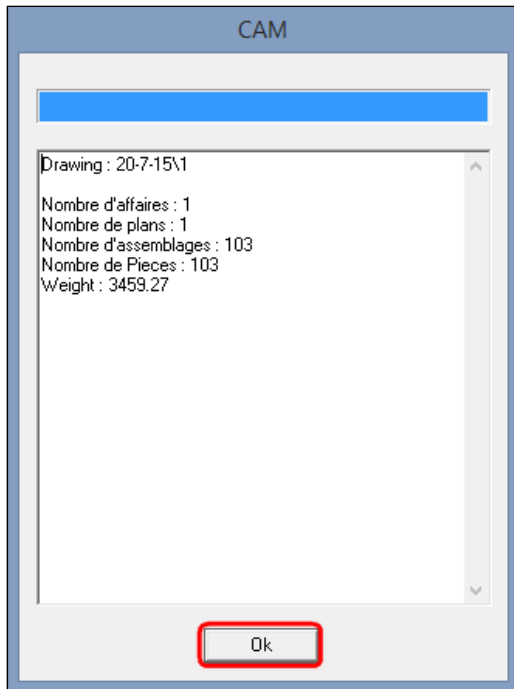 CAM
Drawing : 20-7-15\1
Nombre d'affaires : 1
Nombre de plans : 1
Nombre d'assemblages : 103
Nombre de Pieces : 103
Weight : 3459.27
Ok